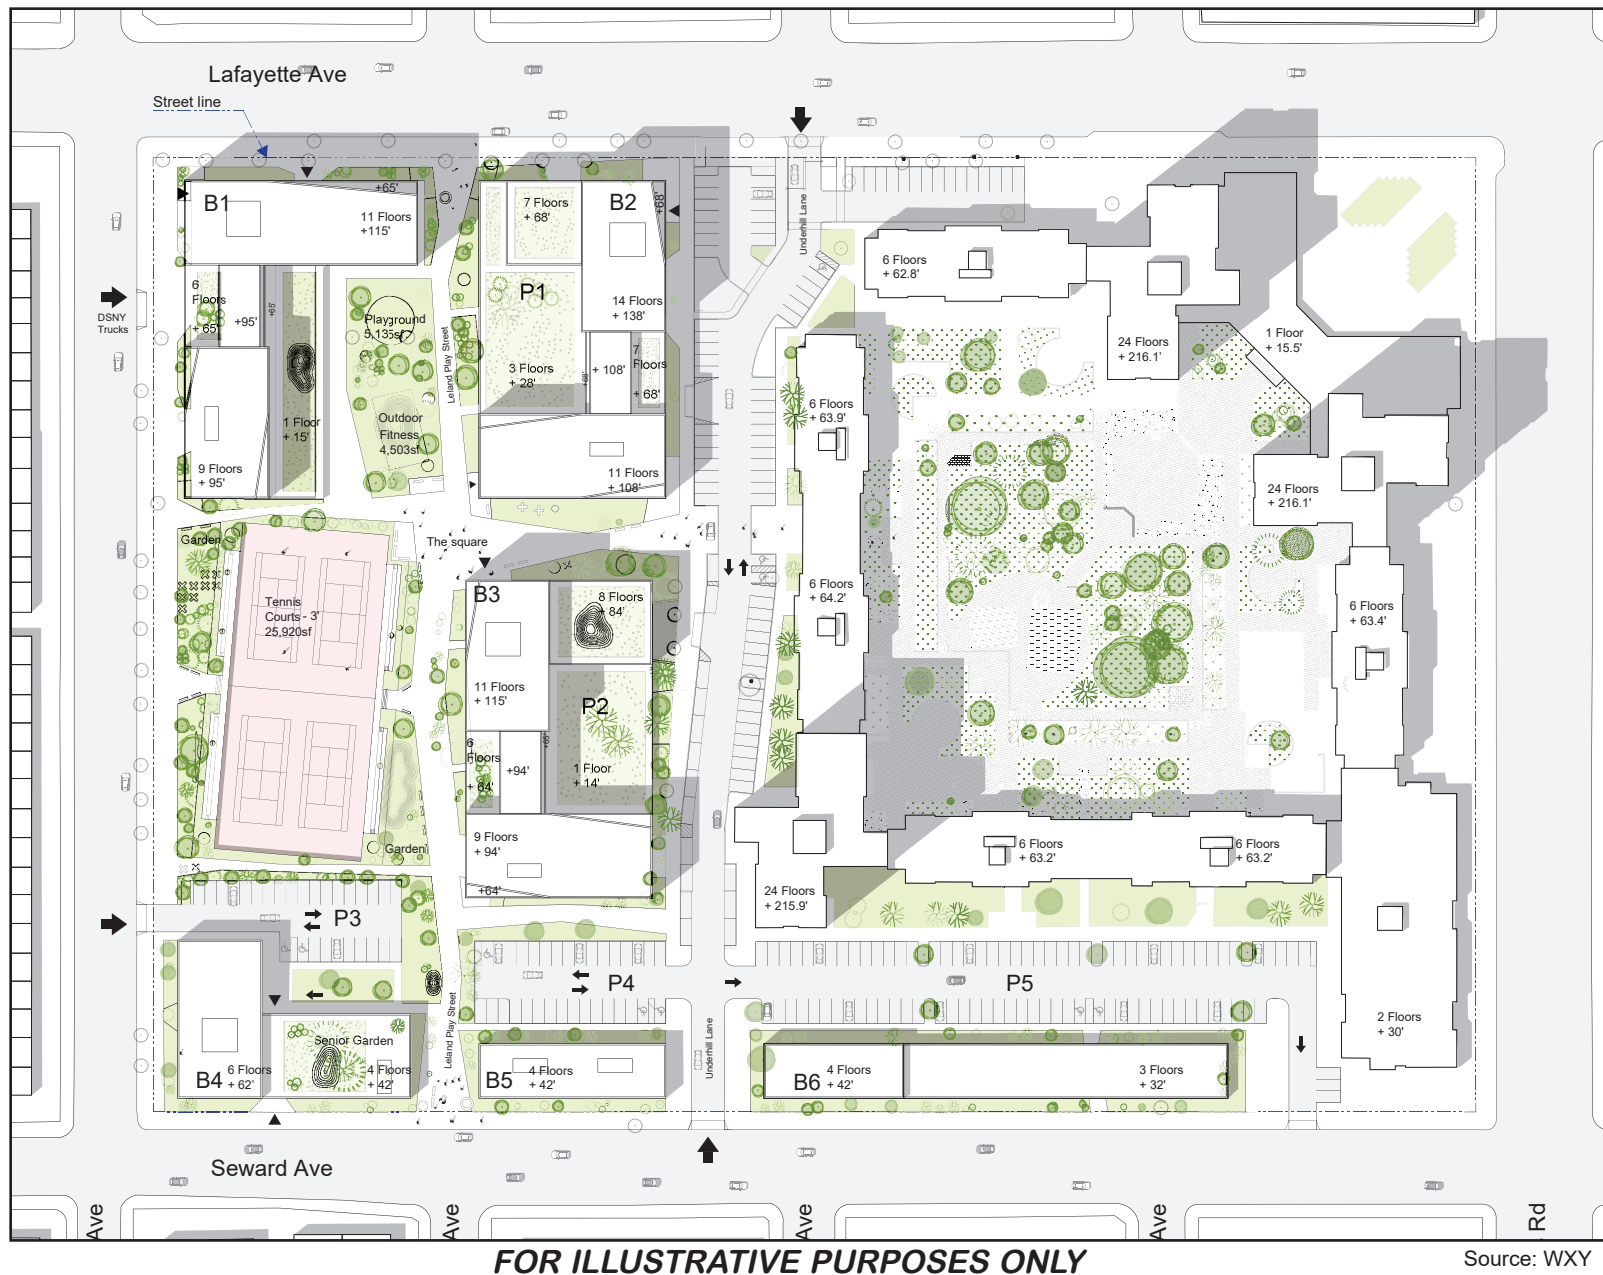 Lafayette Ave
Street line
B1
+65'
11 Floors
+115'
7 Floors
+ 68'
B2
+68'
Underhill Lane
6 Floors
+ 62.8'
DSNY
Trucks
6
Floors
+ 65'
+95'
+65'
Playground
5,135sf
Leland Play Street
P1
14 Floors
+ 138'
3 Floors
+ 28'
+68'
+ 108'
7
Floors
+ 68'
24 Floors
+ 216.1'
1 Floor
+ 15.5'
6 Floors
+ 63.9'
Outdoor
Fitness
4,503sf
1 Floor
+ 15'
9 Floors
+ 95'
11 Floors
+ 108'
24 Floors
+ 216.1'
Garden
The square
Tennis
Courts - 3'
25,920sf
B3
8 Floors
+ 84'
6 Floors
+ 64.2'
6 Floors
+ 63.4'
11 Floors
+ 115'
P2
6
Floors
+ 64'
+94'
+65'
1 Floor
+ 14'
9 Floors
+ 94'
+64'
Garden
6 Floors
+ 63.2'
6 Floors
+ 63.2'
24 Floors
+ 215.9'
P3
P4
P5
2 Floors
+ 30'
Senior Garden
B4
6 Floors
+ 62'
4 Floors
+ 42'
Leland Play Street
B5
4 Floors
+ 42'
Underhill Lane
B6
4 Floors
+ 42'
3 Floors
+ 32'
Seward Ave
Ave
Ave
Ave
Ave
Rd
FOR ILLUSTRATIVE PURPOSES ONLY
Source: WXY